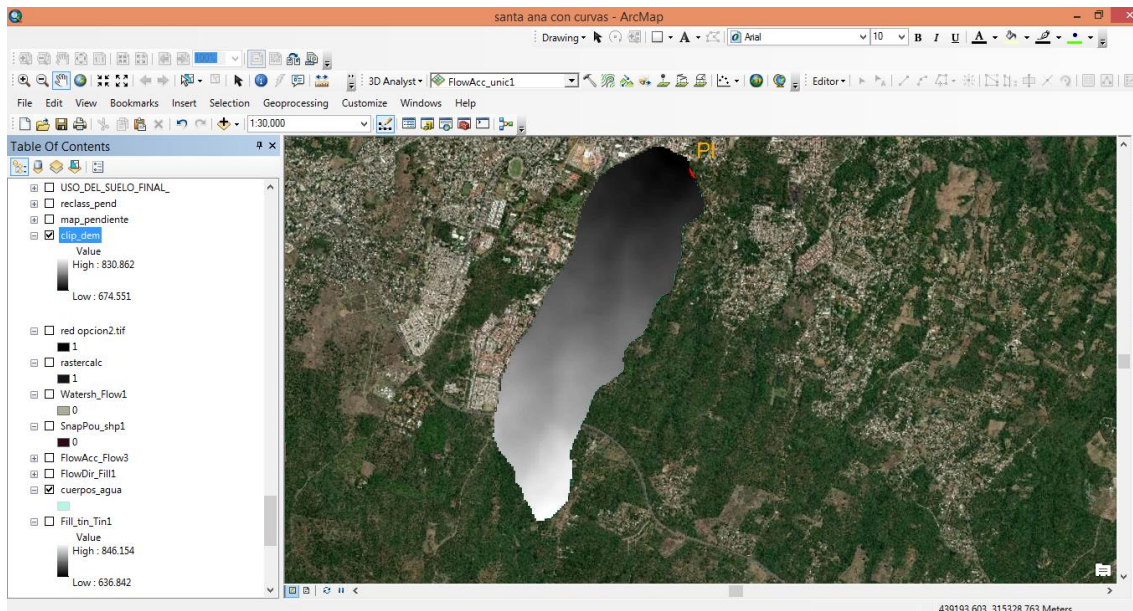 santa ana con curvas - ArcMap
Drawing
Arial
10
B I U A
100%
3D Analyst
FlowAcc_unic1
Editor
File Edit View Bookmarks Insert Selection Geoprocessing Customize Windows Help
1:30,000
Table Of Contents
USO_DEL_SUELO_FINAL_
reclass_pend
map_pendiente
clip_dem
Value
High : 830.862
Low : 674.551
red opcion2.tif
1
rastercalc
1
Watersh_Flow1
0
SnapPou_shp1
0
FlowAcc_Flow3
FlowDir_Fill1
cuerpos_agua
Fill_tin_Tin1
Value
High : 846.154
Low : 636.842
PI
439193.603 315328.763 Meters